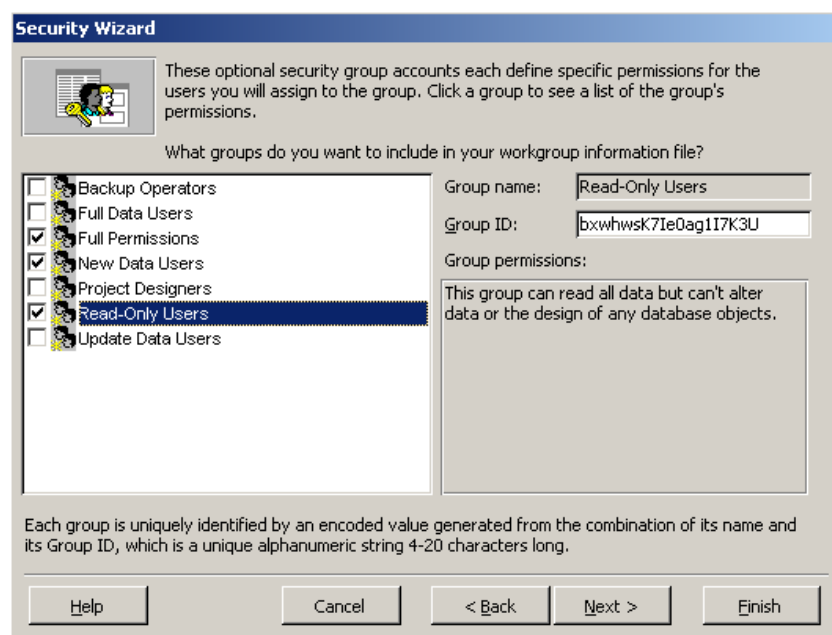 Security Wizard
These optional security group accounts each define specific permissions for the
users you will assign to the group. Click a group to see a list of the group's
permissions.
What groups do you want to include in your workgroup information file?
Backup Operators
Full Data Users
Full Permissions
New Data Users
Project Designers
Read-Only Users
Update Data Users
Group name:
Read-Only Users
Group ID:
bxwhwsK7Ie0ag1I7K3U
Group permissions:
This group can read all data but can't alter
data or the design of any database objects.
Each group is uniquely identified by an encoded value generated from the combination of its name and
its Group ID, which is a unique alphanumeric string 4-20 characters long.
Help
Cancel
< Back
Next >
Finish